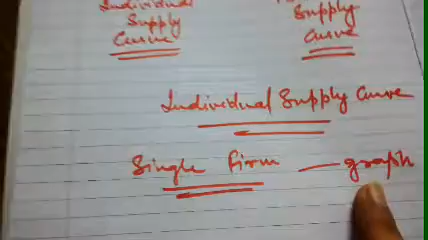 Individual
Supply
Curve
Supply
Curve
Individual Supply Curve
Single Firm — graph